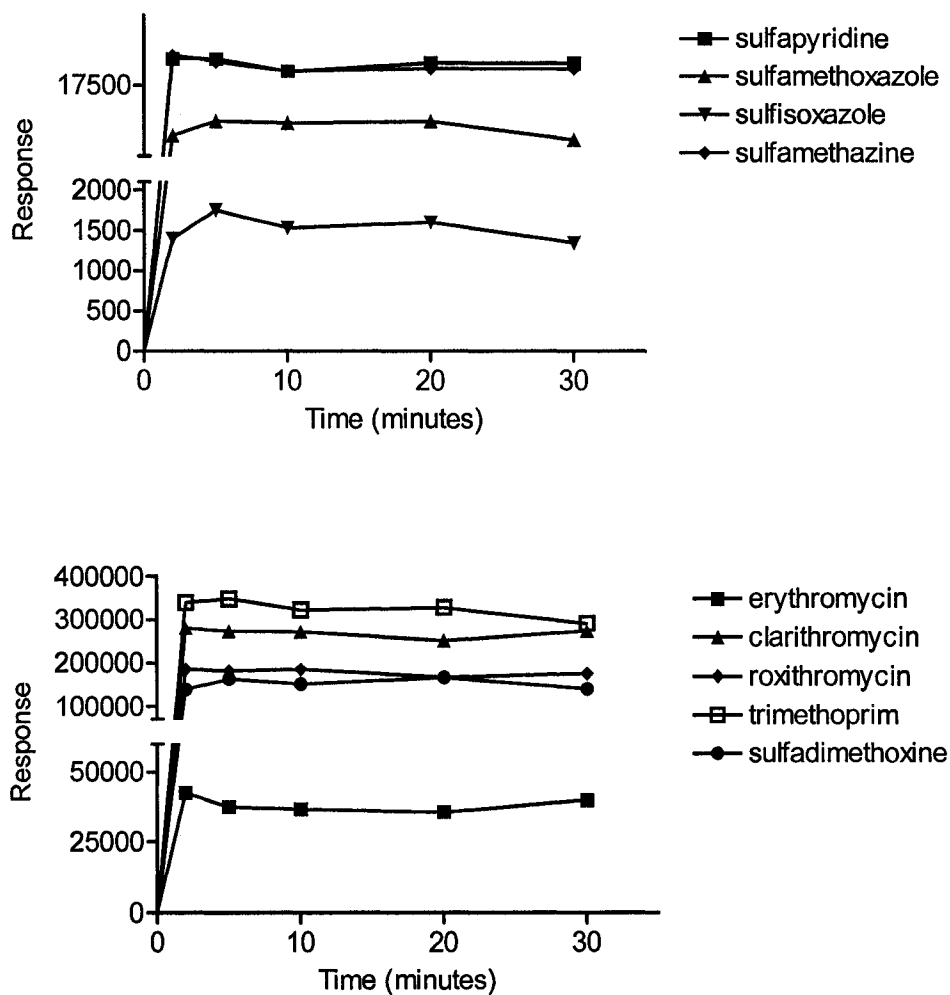 sulfapyridine
sulfamethoxazole
sulfisoxazole
sulfamethazine
Response
17500
2000
1500
1000
500
0
0 10 20 30
Time (minutes)
erythromycin
clarithromycin
roxithromycin
trimethoprim
sulfadimethoxine
Response
400000
300000
200000
100000
50000
25000
0
0 10 20 30
Time (minutes)